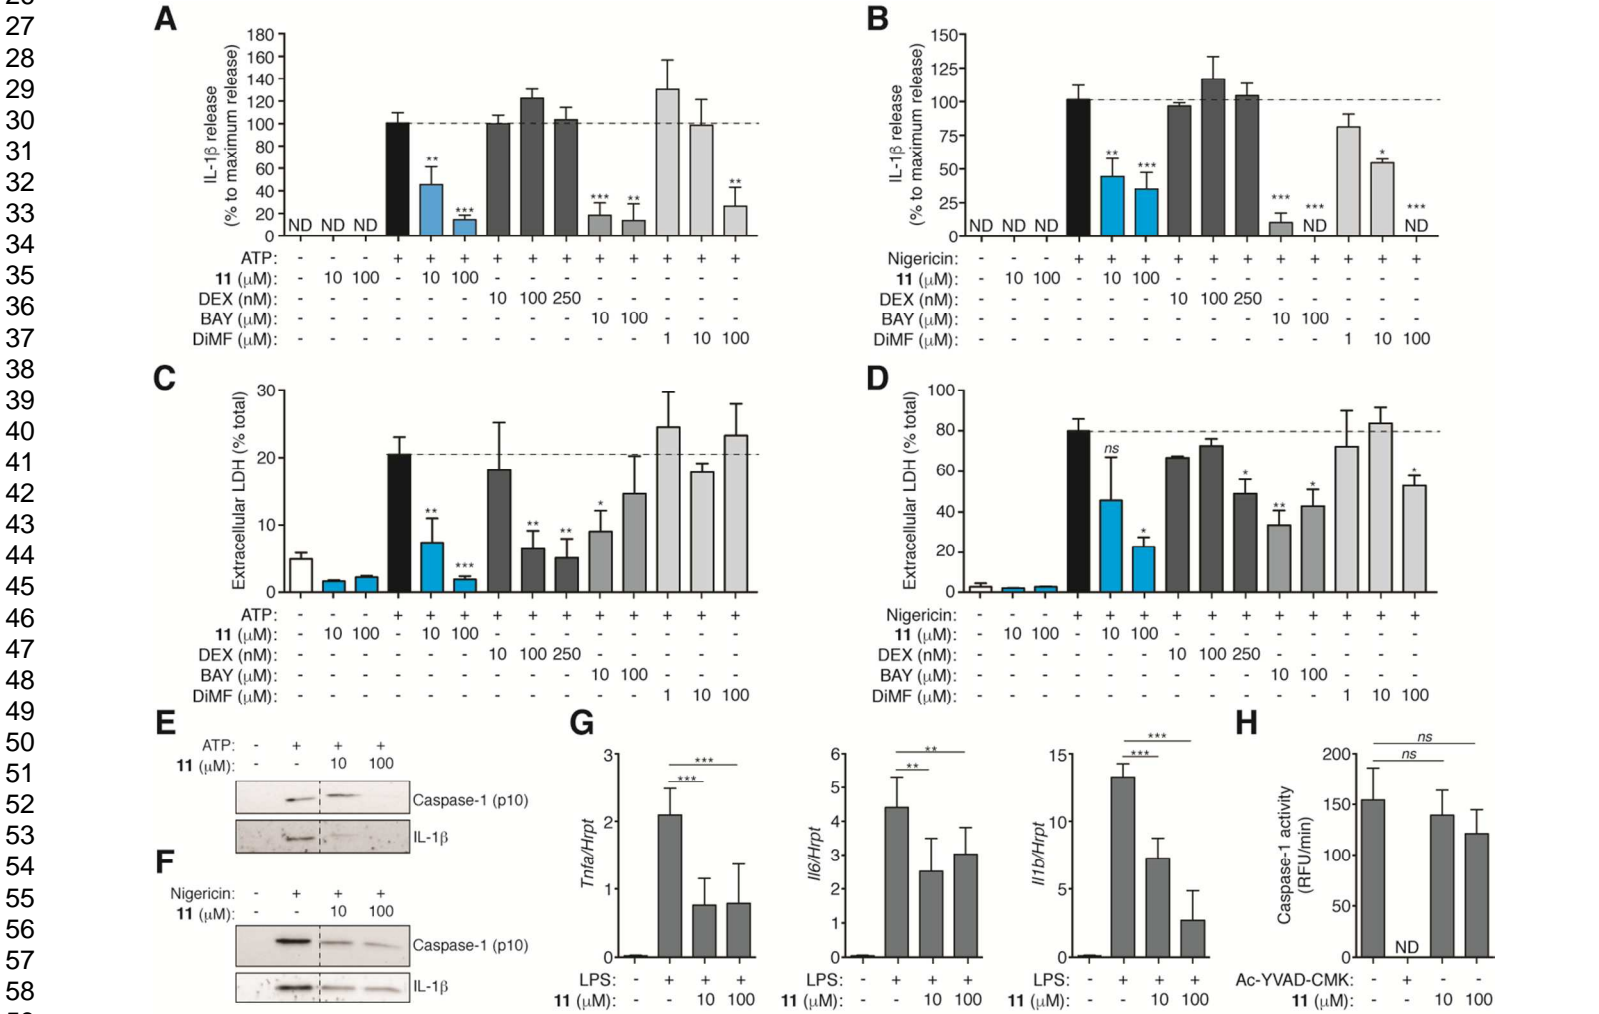 26
27
28
29
30
31
32
33
34
35
36
37
38
39
40
41
42
43
44
45
46
47
48
49
50
51
52
53
54
55
56
57
58
A
IL-1β release
(% to maximum release)
180
160
140
120
100
80
60
40
20
0
ND ND ND
** *** *** ** **
ATP: - - - + + + + + + + + + + +
11 (μM): - 10 100 - 10 100 - - - - - - - -
DEX (nM): - - - - - - 10 100 250 - - - - -
BAY (μM): - - - - - - - - - 10 100 - - -
DiMF (μM): - - - - - - - - - - - 1 10 100
B
IL-1β release
(% to maximum release)
150
125
100
75
50
25
0
ND ND ND
** *** *** *** * ***
ND ND
Nigericin: - - - + + + + + + + + + + +
11 (μM): - 10 100 - 10 100 - - - - - - - -
DEX (nM): - - - - - - 10 100 250 - - - - -
BAY (μM): - - - - - - - - - 10 100 - - -
DiMF (μM): - - - - - - - - - - - 1 10 100
C
Extracellular LDH (% total)
30
20
10
0
** *** ** ** *
ATP: - - - + + + + + + + + + + +
11 (μM): - 10 100 - 10 100 - - - - - - - -
DEX (nM): - - - - - - 10 100 250 - - - - -
BAY (μM): - - - - - - - - - 10 100 - - -
DiMF (μM): - - - - - - - - - - - 1 10 100
D
Extracellular LDH (% total)
100
80
60
40
20
0
ns * * ** * *
Nigericin: - - - + + + + + + + + + + +
11 (μM): - 10 100 - 10 100 - - - - - - - -
DEX (nM): - - - - - - 10 100 250 - - - - -
BAY (μM): - - - - - - - - - 10 100 - - -
DiMF (μM): - - - - - - - - - - - 1 10 100
E
ATP: - + + +
11 (μM): - - 10 100
Caspase-1 (p10)
IL-1β
F
Nigericin: - + + +
11 (μM): - - 10 100
Caspase-1 (p10)
IL-1β
G
Tnfa/Hrpt
3
2
1
0
***
***
LPS: - + + +
11 (μM): - - 10 100
Il6/Hrpt
6
5
4
3
2
1
0
**
**
LPS: - + + +
11 (μM): - - 10 100
Il1b/Hrpt
15
10
5
0
***
***
LPS: - + + +
11 (μM): - - 10 100
H
Caspase-1 activity
(RFU/min)
200
150
100
50
0
ns
ns
ND
Ac-YVAD-CMK: - + - -
11 (μM): - - 10 100